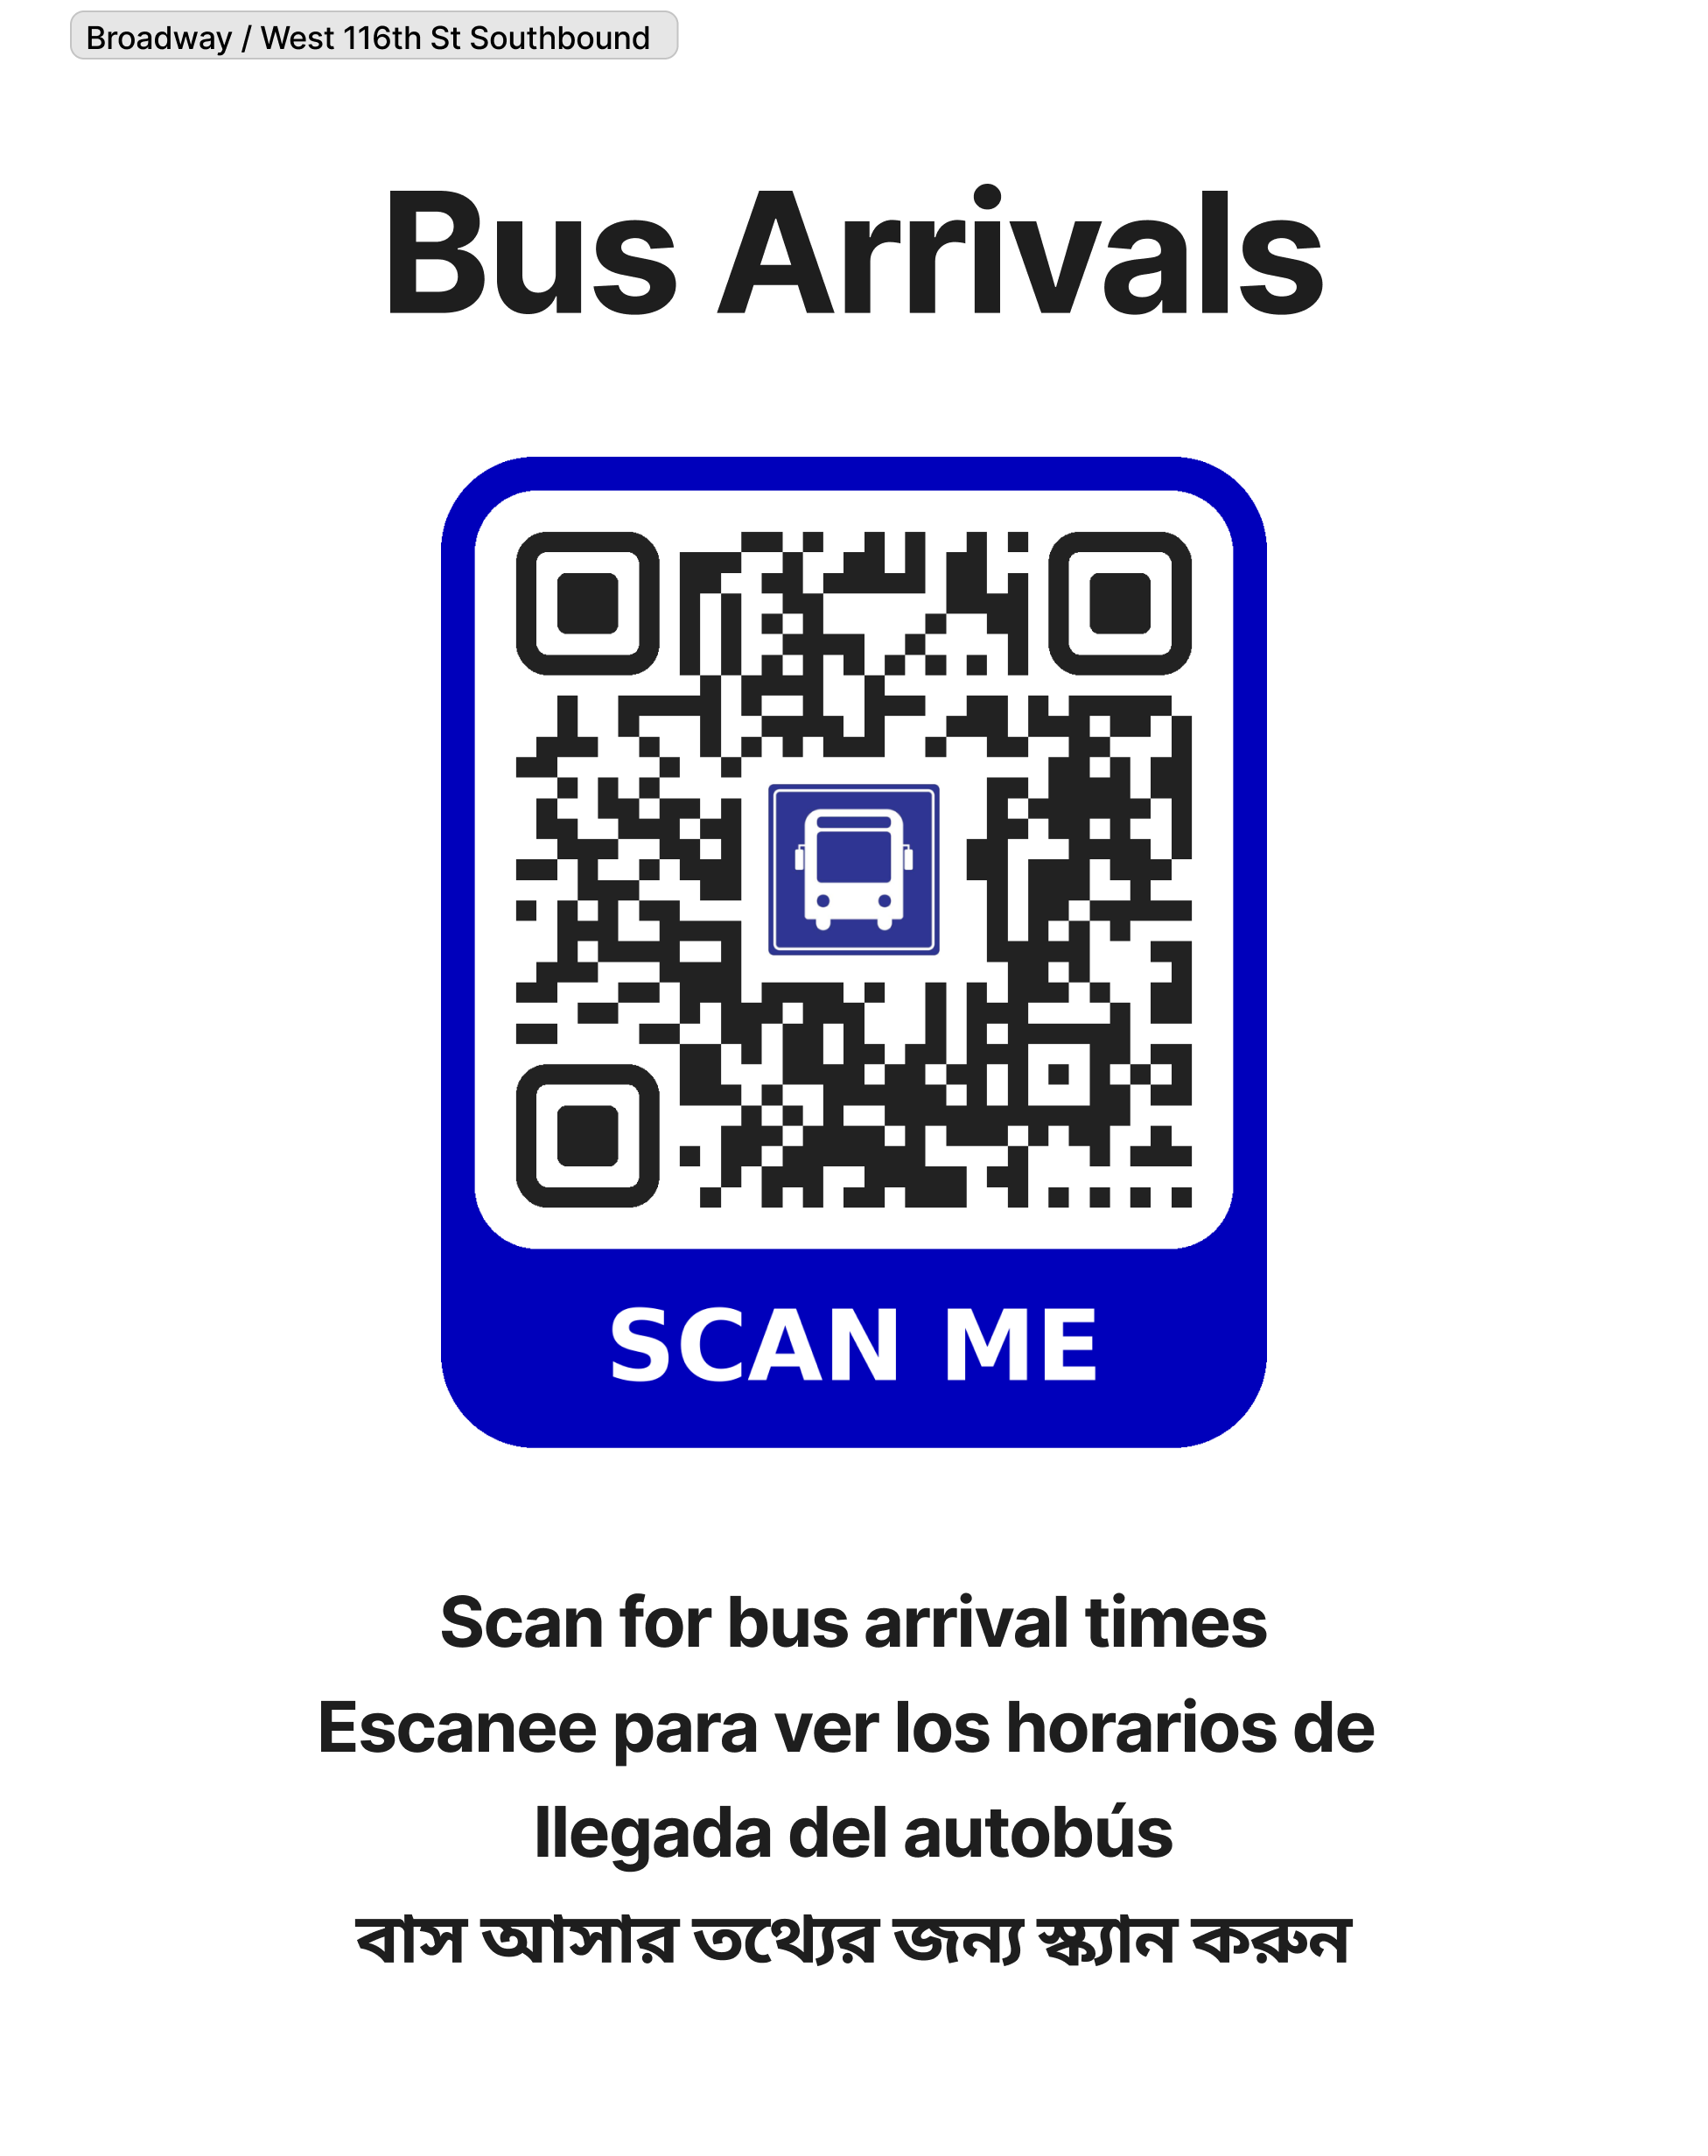 Broadway / West 116th St Southbound
Bus Arrivals
SCAN ME
Scan for bus arrival times
Escanee para ver los horarios de
llegada del autobús
বাস আসার তথ্যের জন্য স্ক্যান করুন